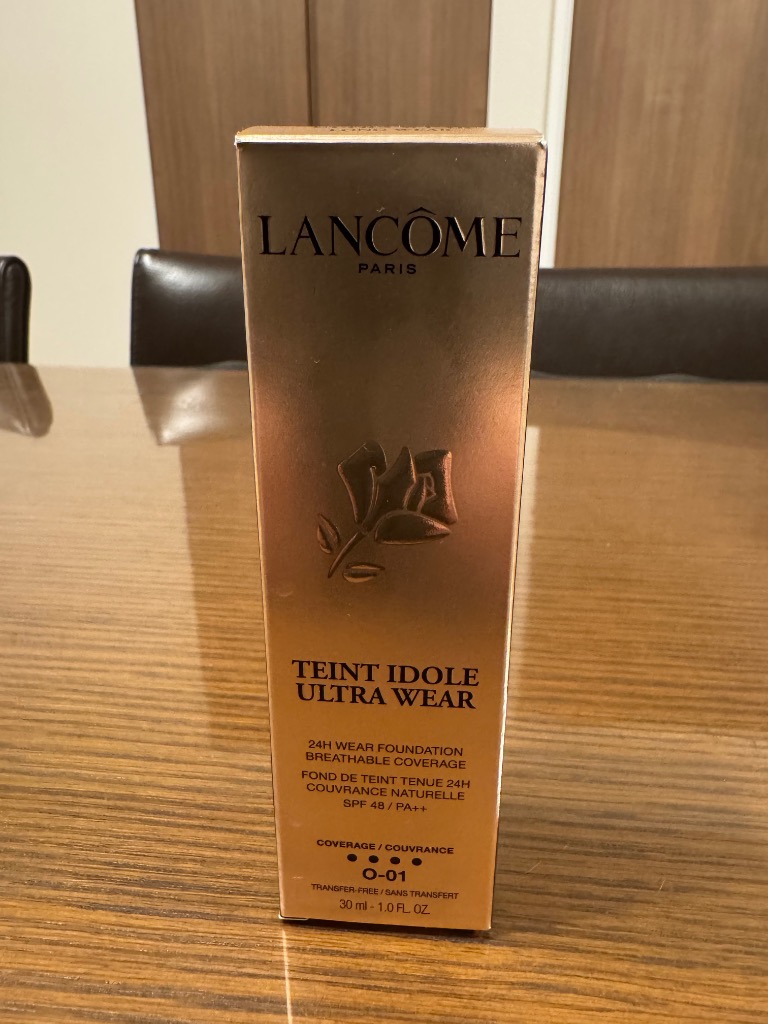 LANCÔME
PARIS
TEINT IDOLE
ULTRA WEAR
24H WEAR FOUNDATION
BREATHABLE COVERAGE
FOND DE TEINT TENUE 24H
COUVRANCE NATURELLE
SPF 48 / PA++
COVERAGE / COUVRANCE
O-01
TRANSFER-FREE / SANS TRANSFERT
30 ml - 1.0 FL. OZ.